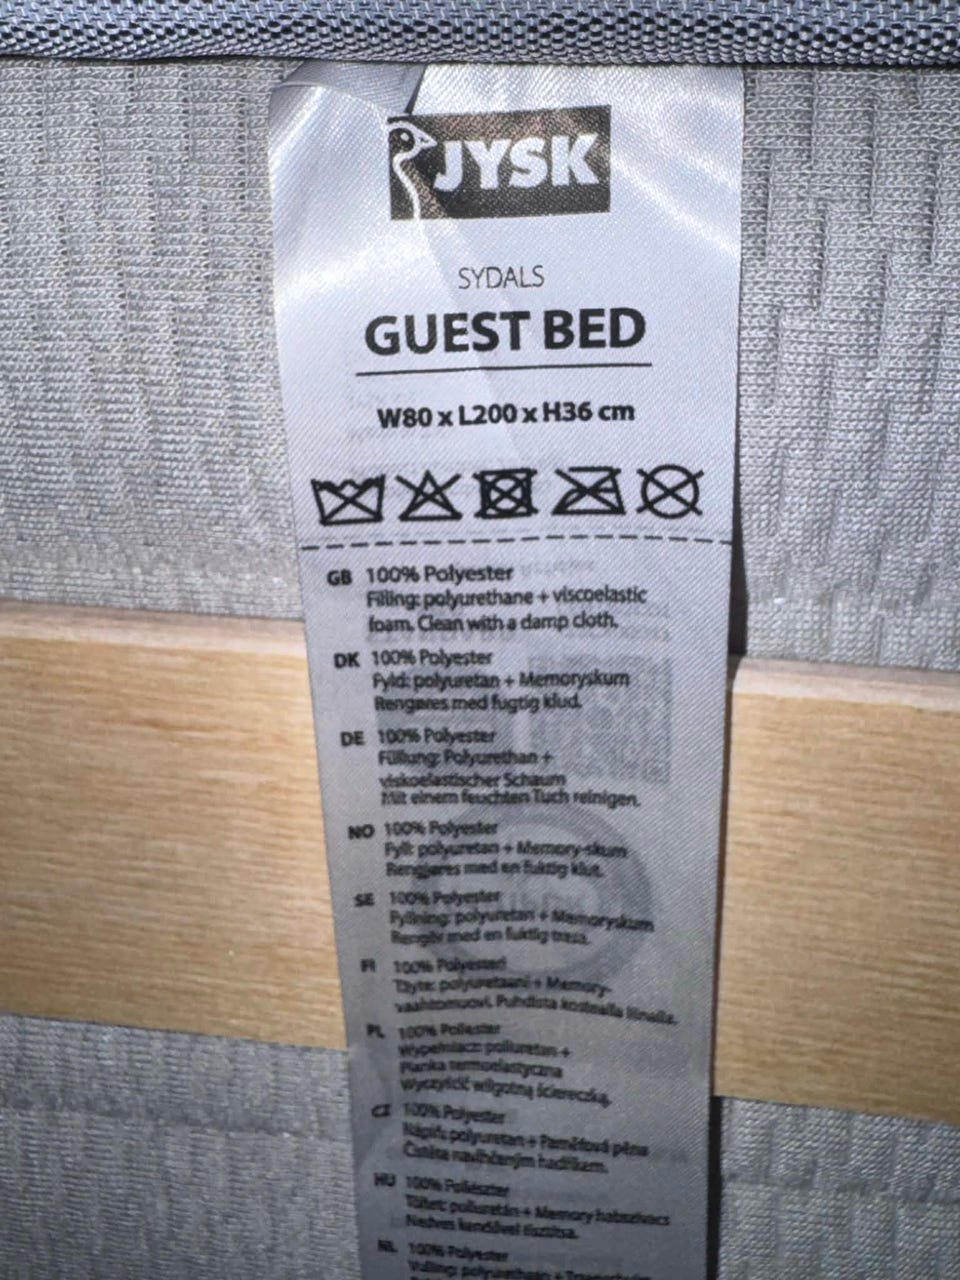 JYSK
SYDALS
GUEST BED
W80 x L200 x H36 cm
GB 100% Polyester
Filling: polyurethane + viscoelastic
foam. Clean with a damp cloth.
DK 100% Polyester
Fyld: polyuretan + Memoryskum
Rengøres med fugtig klud.
DE 100% Polyester
Füllung: Polyurethan +
viskoelastischer Schaum
Mit einem feuchten Tuch reinigen.
NO 100% Polyester
Fyll: polyuretan + Memory-skum
Rengjøres med en fuktig klut.
SE 100% Polyester
Fyllning: polyuretan + Memoryskum
Rengör med en fuktig trasa.
FI 100% Polyesteri
Täyte: polyuretaani + Memory-
vaahtomuovi. Puhdista kostealla liinalla.
PL 100% Poliester
Wypełniacz: poliuretan +
Pianka termoelastyczna
Wyczyścić wilgotną ściereczką.
CZ 100% Polyester
Náplň: polyuretan + Paměťová pěna
Čistěte navlhčeným hadříkem.
HU 100% Poliészter
Töltet: poliuretán + Memory habszivacs
Nedves kendővel tisztítsa.
NL 100% Polyester
Vulling: polyurethaan +